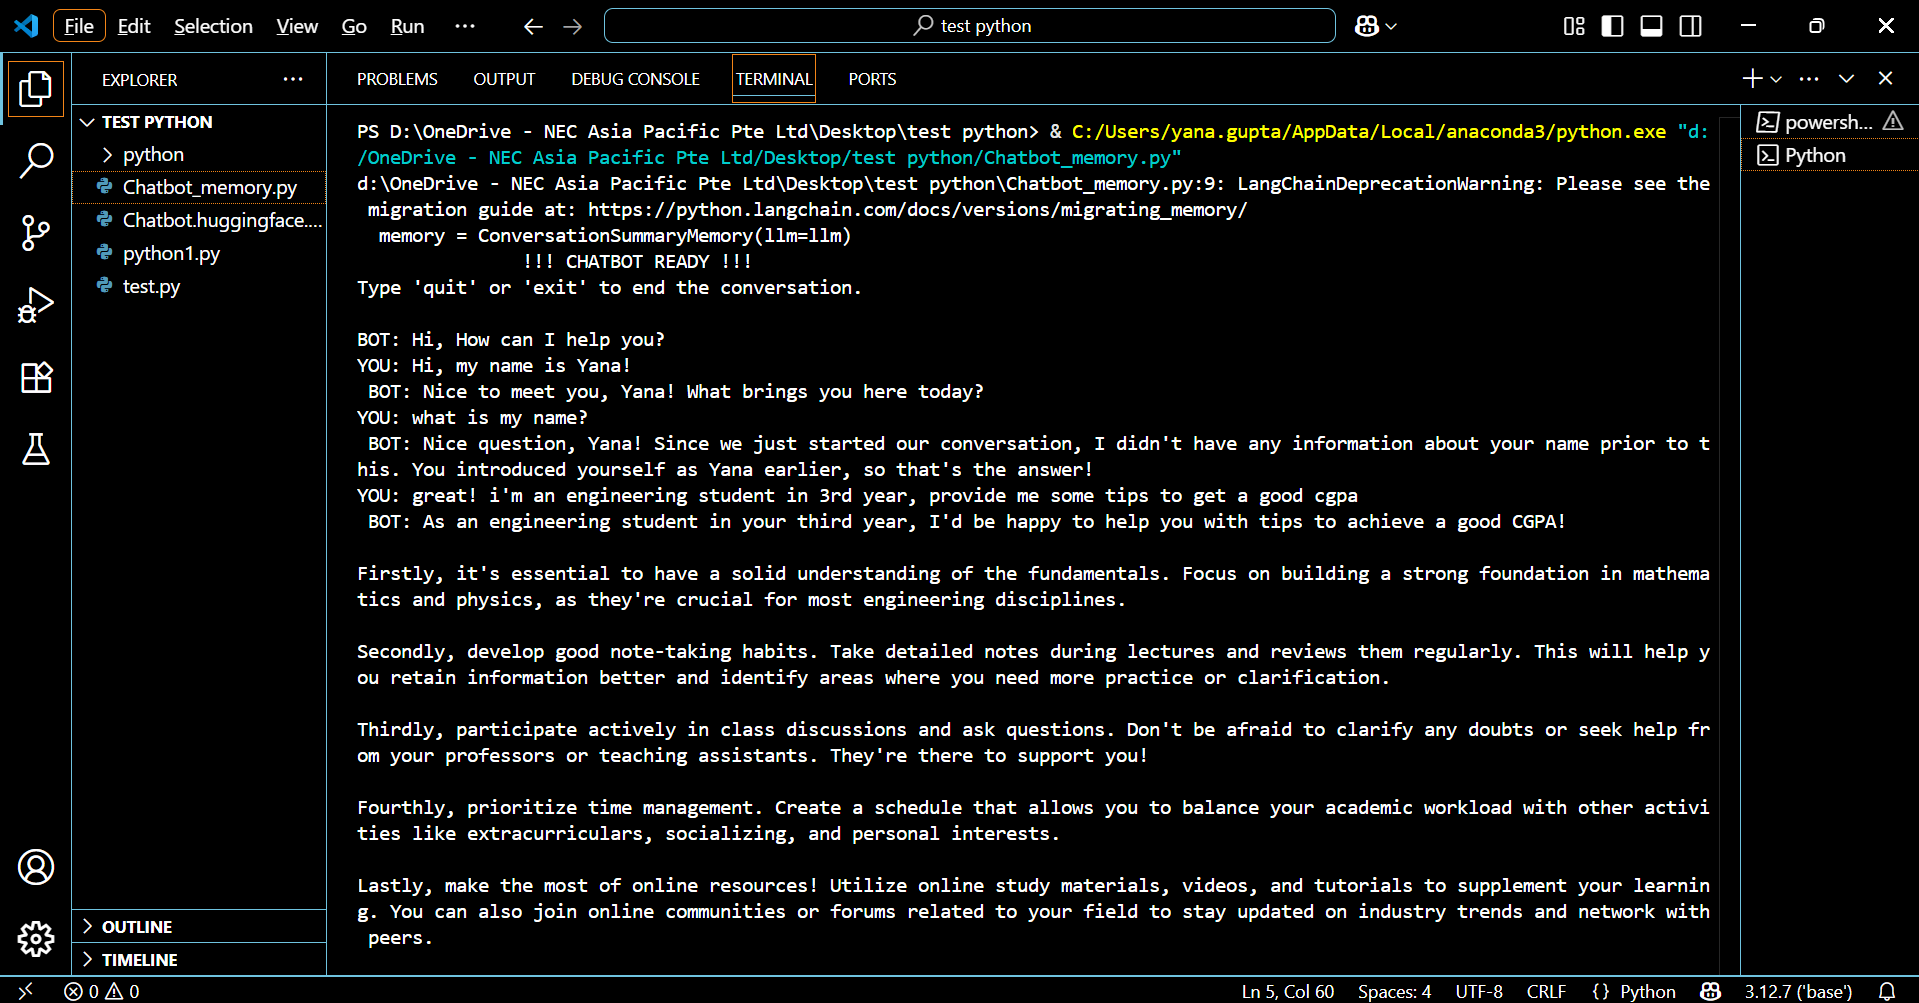 File Edit Selection View Go Run ··· test python
EXPLORER ···
TEST PYTHON
python
Chatbot_memory.py
Chatbot.huggingface....
python1.py
test.py
OUTLINE
TIMELINE
PROBLEMS OUTPUT DEBUG CONSOLE TERMINAL PORTS
PS D:\OneDrive - NEC Asia Pacific Pte Ltd\Desktop\test python> & C:/Users/yana.gupta/AppData/Local/anaconda3/python.exe "d:
/OneDrive - NEC Asia Pacific Pte Ltd/Desktop/test python/Chatbot_memory.py"
d:\OneDrive - NEC Asia Pacific Pte Ltd\Desktop\test python\Chatbot_memory.py:9: LangChainDeprecationWarning: Please see the
migration guide at: https://python.langchain.com/docs/versions/migrating_memory/
memory = ConversationSummaryMemory(llm=llm)
!!! CHATBOT READY !!!
Type 'quit' or 'exit' to end the conversation.
BOT: Hi, How can I help you?
YOU: Hi, my name is Yana!
BOT: Nice to meet you, Yana! What brings you here today?
YOU: what is my name?
BOT: Nice question, Yana! Since we just started our conversation, I didn't have any information about your name prior to t
his. You introduced yourself as Yana earlier, so that's the answer!
YOU: great! i'm an engineering student in 3rd year, provide me some tips to get a good cgpa
BOT: As an engineering student in your third year, I'd be happy to help you with tips to achieve a good CGPA!
Firstly, it's essential to have a solid understanding of the fundamentals. Focus on building a strong foundation in mathema
tics and physics, as they're crucial for most engineering disciplines.
Secondly, develop good note-taking habits. Take detailed notes during lectures and reviews them regularly. This will help y
ou retain information better and identify areas where you need more practice or clarification.
Thirdly, participate actively in class discussions and ask questions. Don't be afraid to clarify any doubts or seek help fr
om your professors or teaching assistants. They're there to support you!
Fourthly, prioritize time management. Create a schedule that allows you to balance your academic workload with other activi
ties like extracurriculars, socializing, and personal interests.
Lastly, make the most of online resources! Utilize online study materials, videos, and tutorials to supplement your learnin
g. You can also join online communities or forums related to your field to stay updated on industry trends and network with
peers.
powersh...
Python
0 0 Ln 5, Col 60 Spaces: 4 UTF-8 CRLF {} Python 3.12.7 ('base')